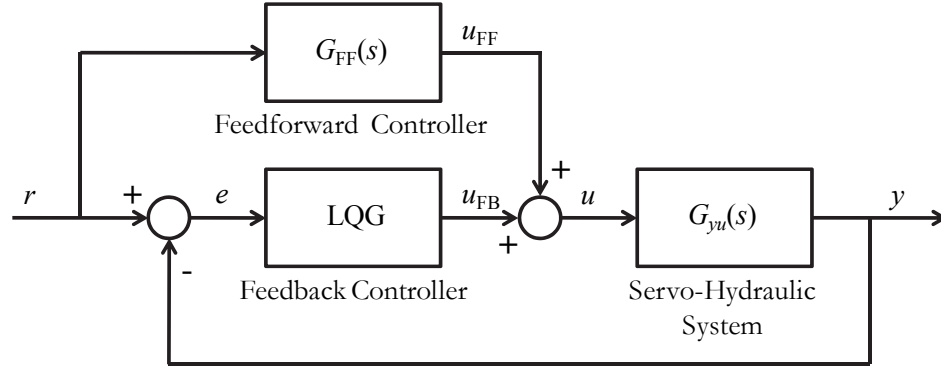 G_FF(s)
u_FF
Feedforward Controller
+
r
+
e
LQG
u_FB
+
u
G_yu(s)
y
-
Feedback Controller
Servo-Hydraulic
System